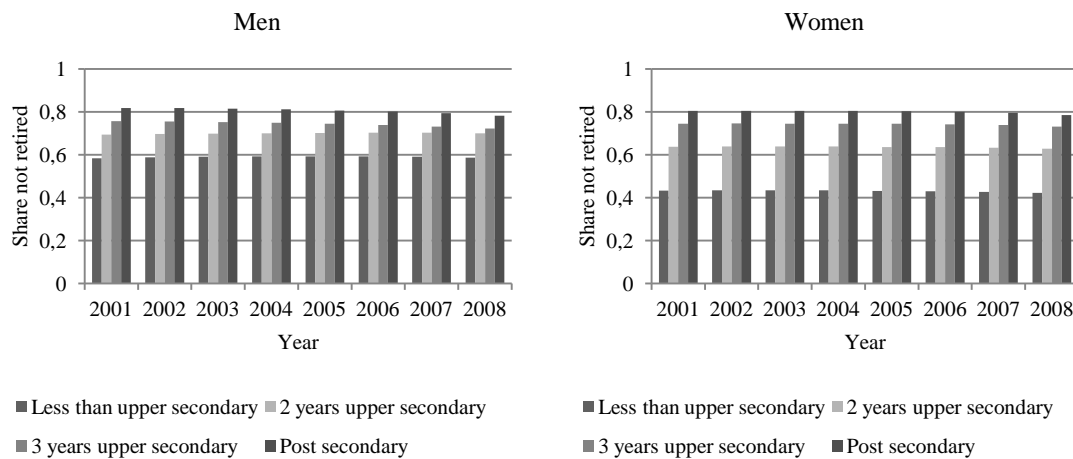 Men
Share not retired
1
0,8
0,6
0,4
0,2
0
2001 2002 2003 2004 2005 2006 2007 2008
Year
Less than upper secondary 2 years upper secondary
3 years upper secondary Post secondary
Women
Share not retired
1
0,8
0,6
0,4
0,2
0
2001 2002 2003 2004 2005 2006 2007 2008
Year
Less than upper secondary 2 years upper secondary
3 years upper secondary Post secondary